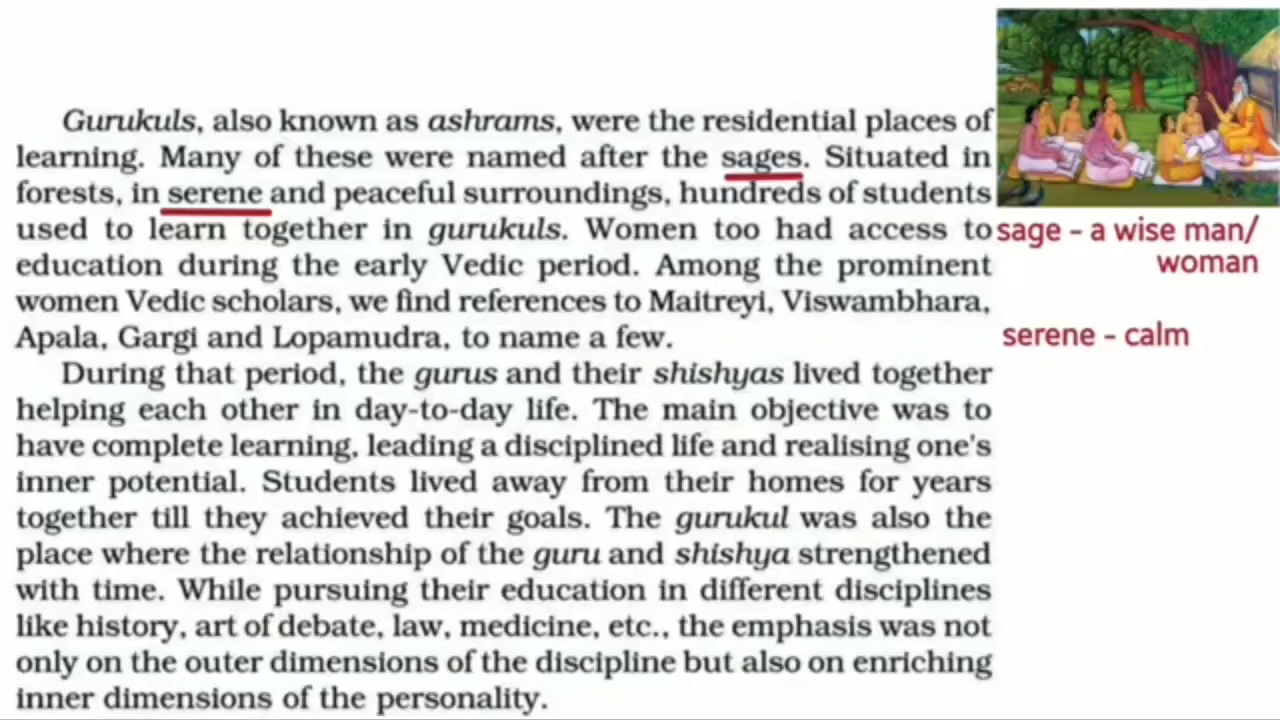 Gurukuls, also known as ashrams, were the residential places of
learning. Many of these were named after the sages. Situated in
forests, in serene and peaceful surroundings, hundreds of students
used to learn together in gurukuls. Women too had access to
education during the early Vedic period. Among the prominent
women Vedic scholars, we find references to Maitreyi, Viswambhara,
Apala, Gargi and Lopamudra, to name a few.
During that period, the gurus and their shishyas lived together
helping each other in day-to-day life. The main objective was to
have complete learning, leading a disciplined life and realising one's
inner potential. Students lived away from their homes for years
together till they achieved their goals. The gurukul was also the
place where the relationship of the guru and shishya strengthened
with time. While pursuing their education in different disciplines
like history, art of debate, law, medicine, etc., the emphasis was not
only on the outer dimensions of the discipline but also on enriching
inner dimensions of the personality.
sage - a wise man/
woman
serene - calm